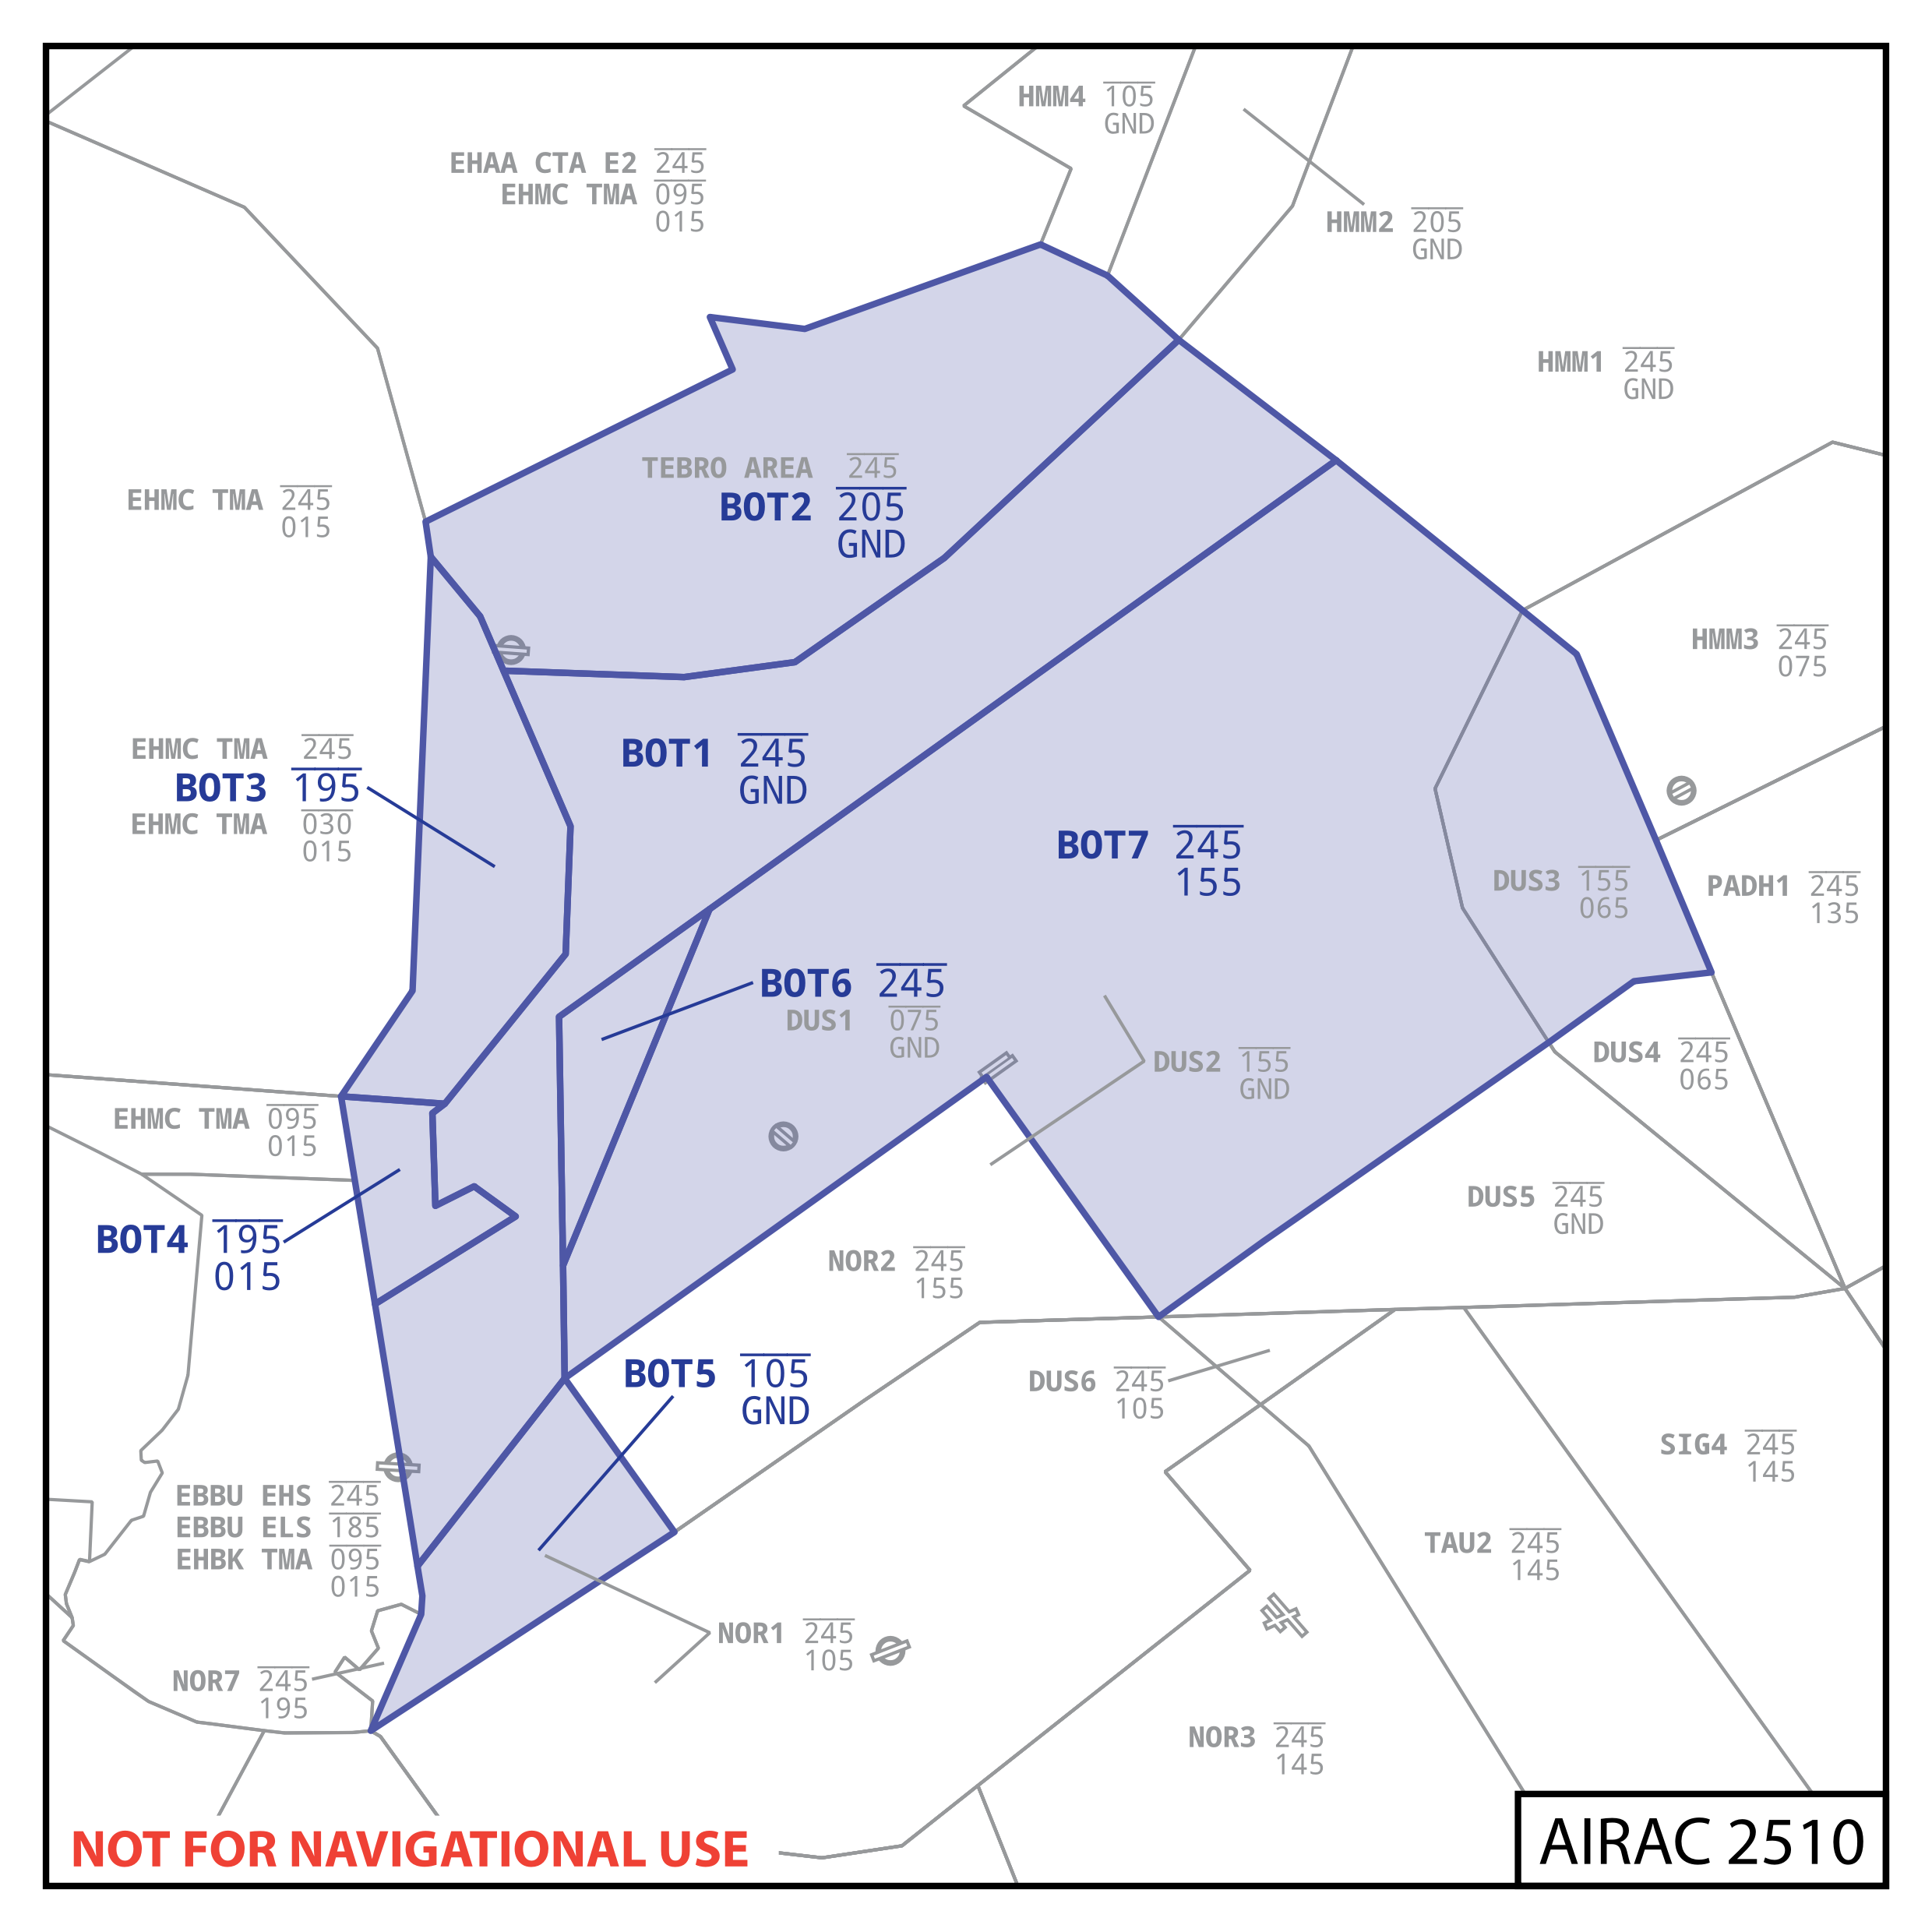 HMM4 105
GND
EHAA CTA E2 245
EHMC TMA 095
015
HMM2 205
GND
HMM1 245
GND
TEBRO AREA 245
BOT2 205
GND
EHMC TMA 245
015
HMM3 245
075
EHMC TMA 245
BOT3 195
EHMC TMA 030
015
BOT1 245
GND
BOT7 245
155
DUS3 155
065
PADH1 245
135
BOT6 245
DUS1 075
GND
DUS2 155
GND
DUS4 245
065
EHMC TMA 095
015
DUS5 245
GND
BOT4 195
015
NOR2 245
155
BOT5 105
GND
DUS6 245
105
SIG4 245
145
EBBU EHS 245
EBBU ELS 185
EHBK TMA 095
015
TAU2 245
145
NOR1 245
105
NOR7 245
195
NOR3 245
145
NOT FOR NAVIGATIONAL USE
AIRAC 2510